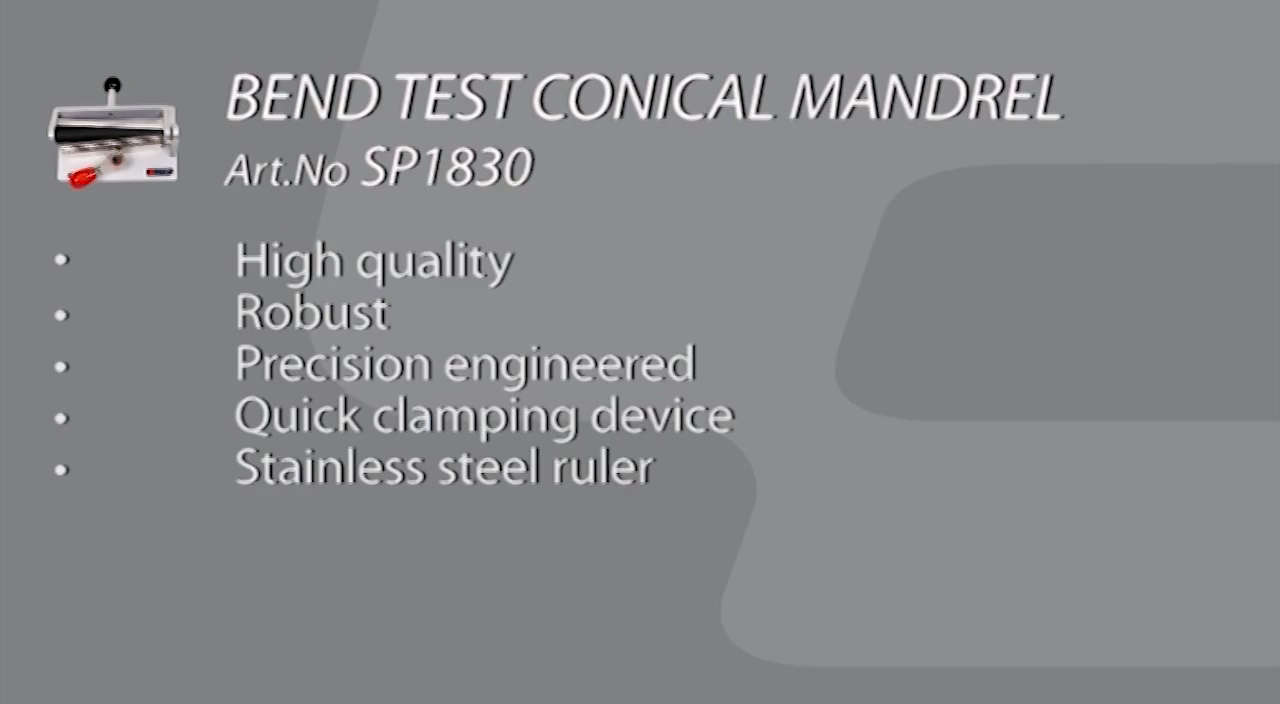 BEND TEST CONICAL MANDREL
Art.No SP1830
• High quality
• Robust
• Precision engineered
• Quick clamping device
• Stainless steel ruler